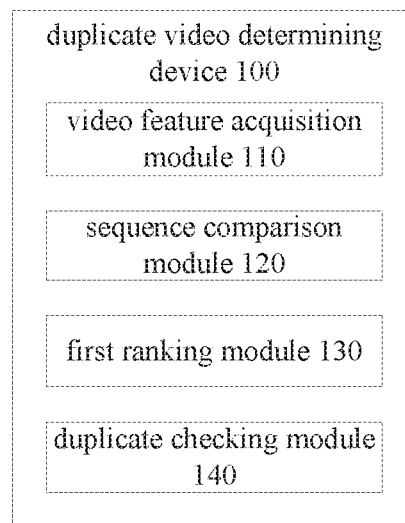 duplicate video determining
device 100
video feature acquisition
module 110
sequence comparison
module 120
first ranking module 130
duplicate checking module
140